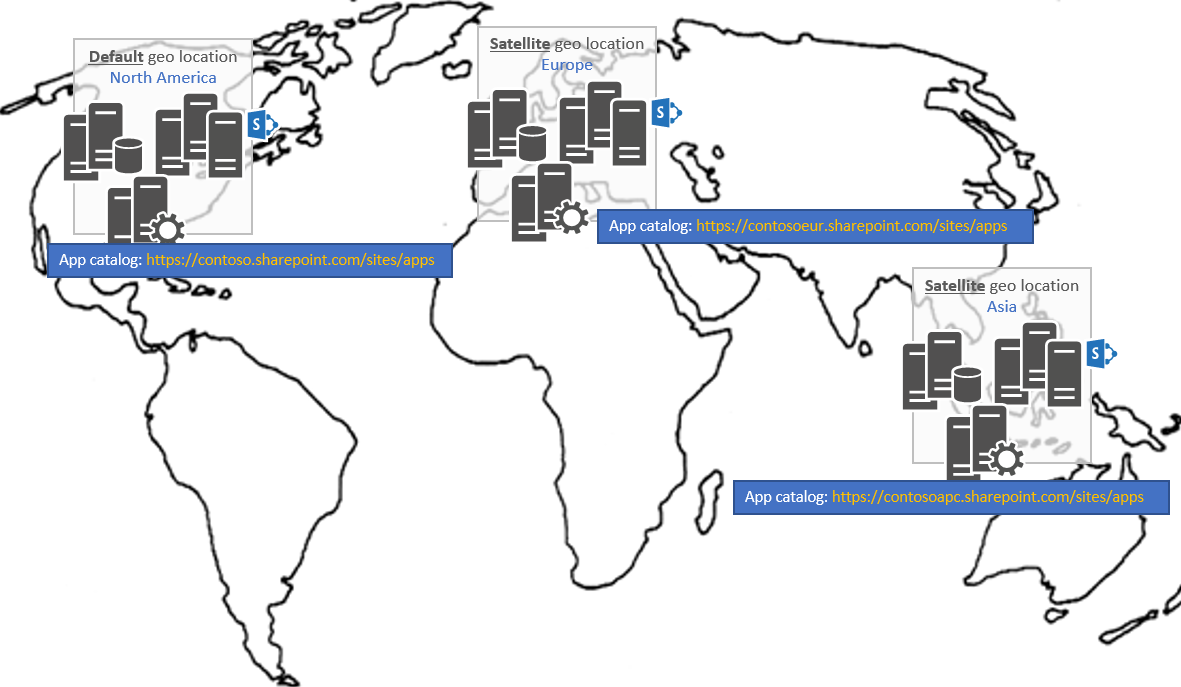 Default geo location
North America
S
App catalog: https://contoso.sharepoint.com/sites/apps
Satellite geo location
Europe
S
App catalog: https://contosoeur.sharepoint.com/sites/apps
Satellite geo location
Asia
S
App catalog: https://contosoapc.sharepoint.com/sites/apps